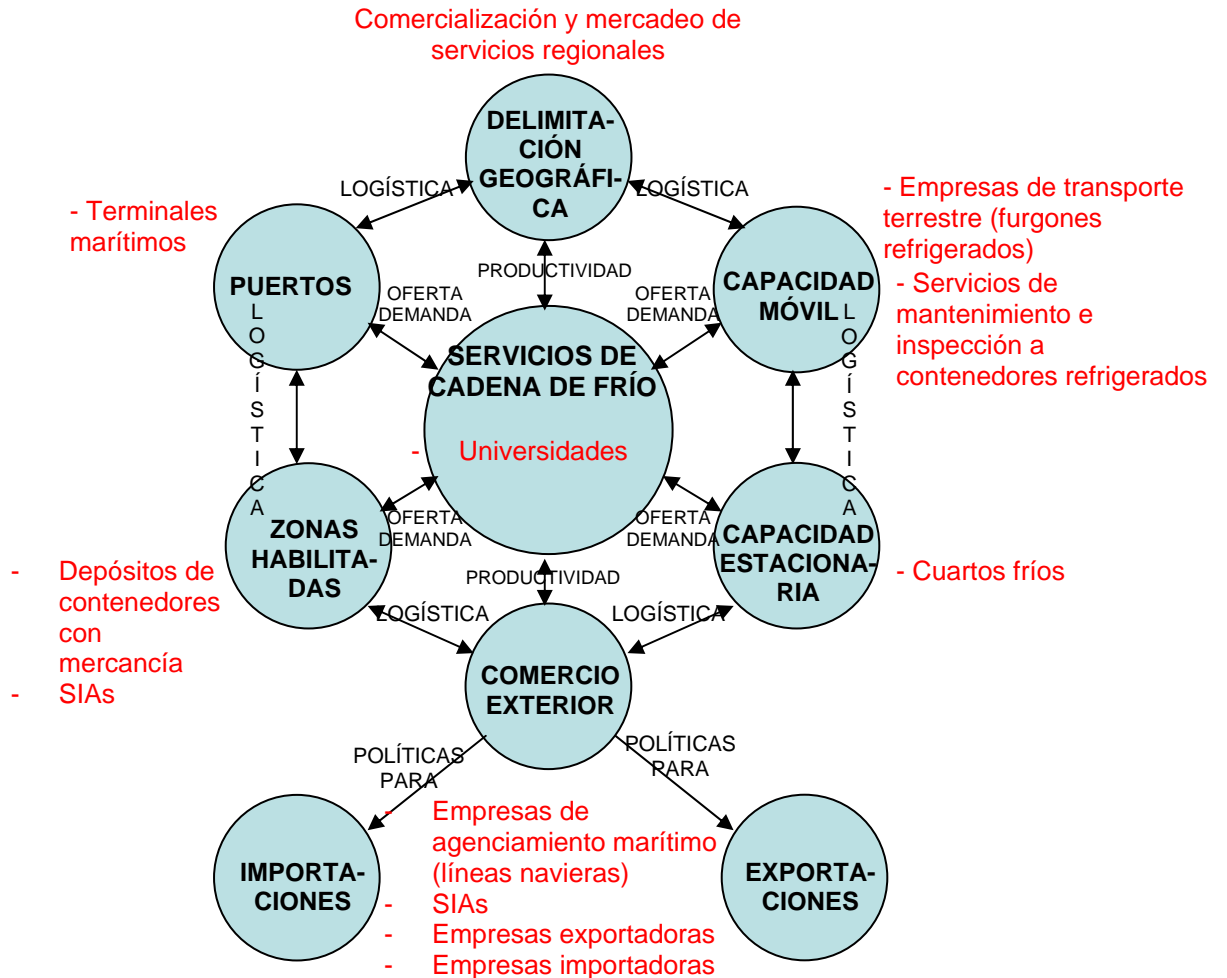 Comercialización y mercadeo de
servicios regionales
DELIMITA-
CIÓN
GEOGRÁFI-
CA
LOGÍSTICA
LOGÍSTICA
- Terminales
marítimos
- Empresas de transporte
terrestre (furgones
refrigerados)
- Servicios de
mantenimiento e
inspección a
contenedores refrigerados
PUERTOS
PRODUCTIVIDAD
CAPACIDAD
MÓVIL
OFERTA
DEMANDA
OFERTA
DEMANDA
L
O
G
Í
S
T
I
C
A
L
O
G
Í
S
T
I
C
A
SERVICIOS DE
CADENA DE FRÍO
- Universidades
ZONAS
HABILITA-
DAS
OFERTA
DEMANDA
OFERTA
DEMANDA
CAPACIDAD
ESTACIONA-
RIA
- Depósitos de
contenedores
con
mercancía
- SIAs
PRODUCTIVIDAD
- Cuartos fríos
LOGÍSTICA
LOGÍSTICA
COMERCIO
EXTERIOR
POLÍTICAS
PARA
POLÍTICAS
PARA
- Empresas de
agenciamiento marítimo
(líneas navieras)
- SIAs
- Empresas exportadoras
- Empresas importadoras
IMPORTA-
CIONES
EXPORTA-
CIONES